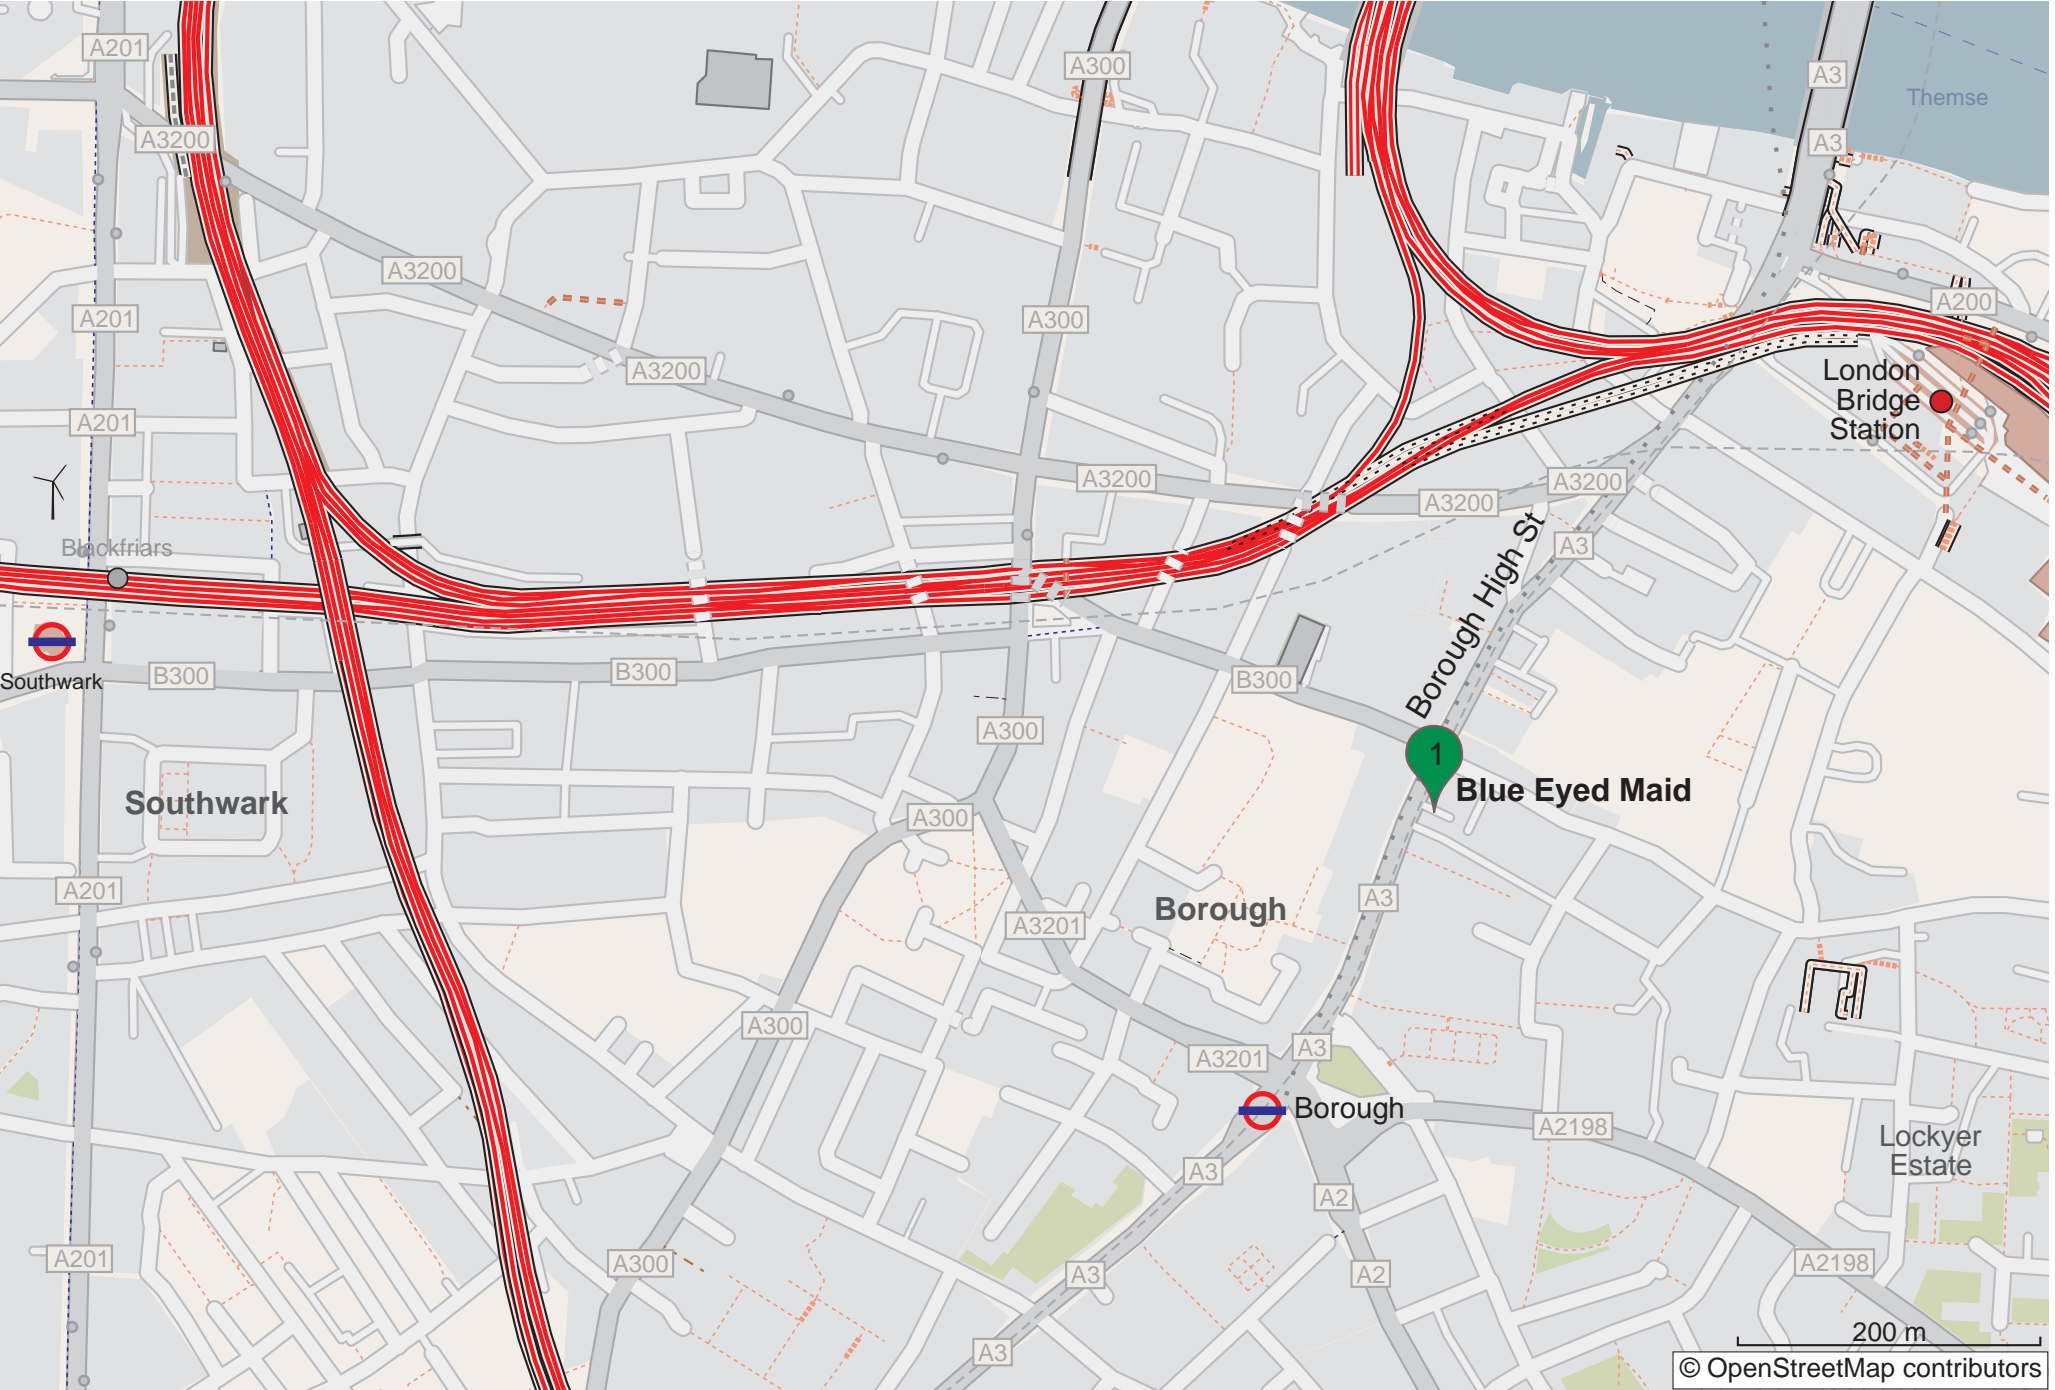 A201
A300
A3
Themse
A3200
A3
A3200
A200
A201
A300
A3200
London
Bridge
Station
A201
A3200
A3200
A3200
Borough High St
A3
Blackfriars
Southwark
B300
B300
B300
A300
1
Blue Eyed Maid
Southwark
A300
A201
A3
Borough
A3201
A300
A3
A3201
Borough
A2198
Lockyer
Estate
A3
A2
A201
A300
A3
A2
A2198
A3
200 m
© OpenStreetMap contributors